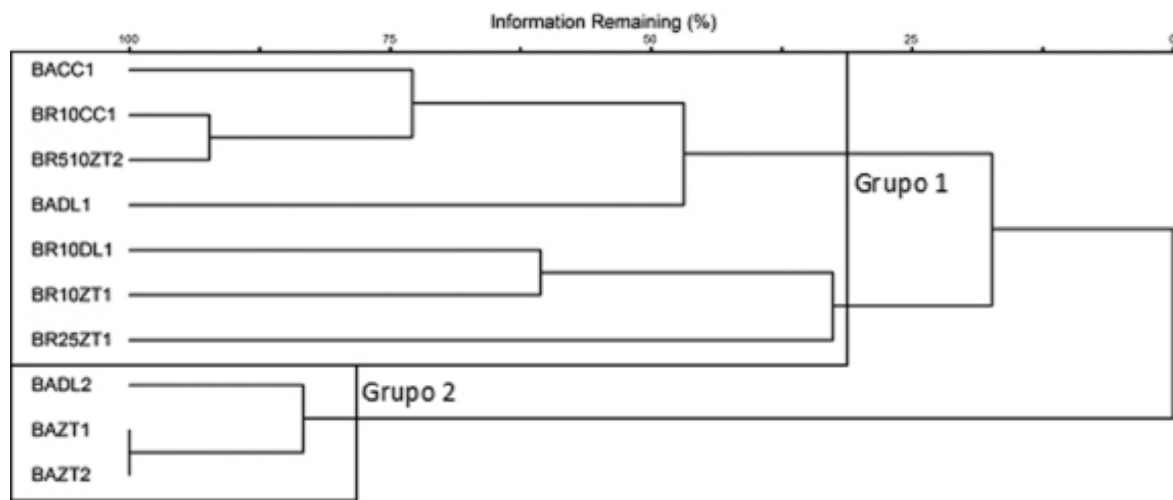 Information Remaining (%)
100 75 50 25 0
BACC1
BR10CC1
BR510ZT2
BADL1
Grupo 1
BR10DL1
BR10ZT1
BR25ZT1
BADL2
Grupo 2
BAZT1
BAZT2